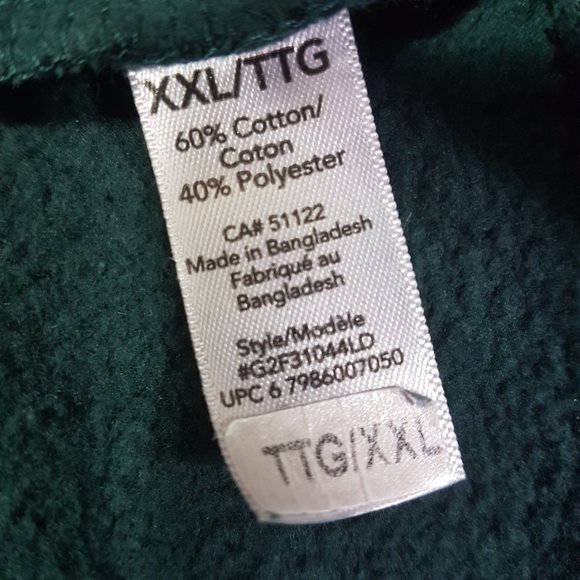 XXL/TTG
60% Cotton/
Coton
40% Polyester
CA# 51122
Made in Bangladesh
Fabriqué au
Bangladesh
Style/Modèle
#G2F31044LD
UPC 6 7986007050
TTG/XXL